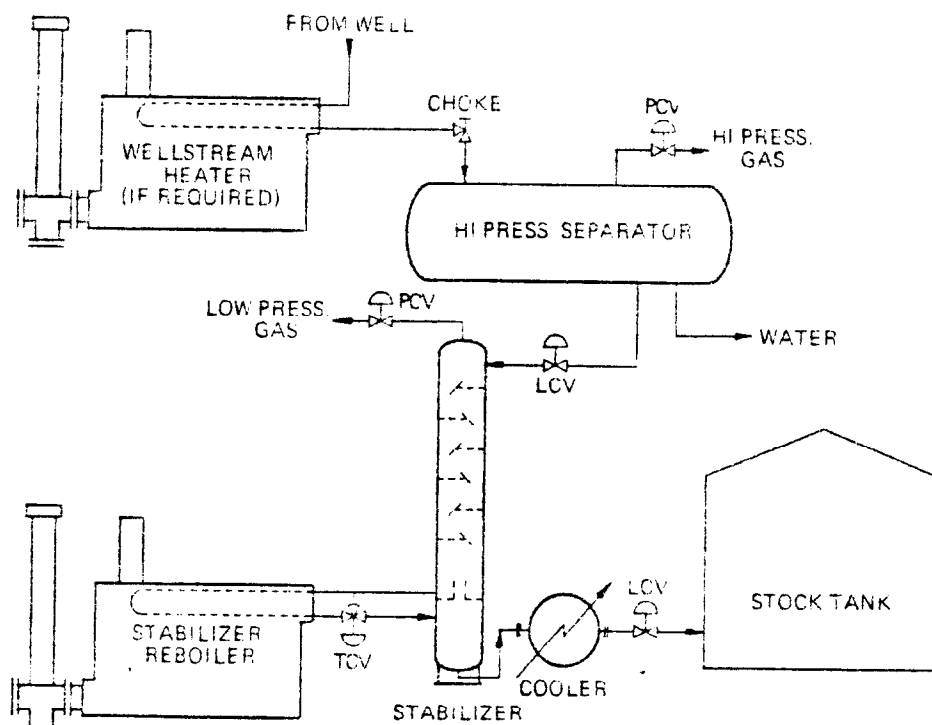 FROM WELL
CHOKE
PCV
HI PRESS.
GAS
WELLSTREAM
HEATER
(IF REQUIRED)
HI PRESS SEPARATOR
LOW PRESS.
GAS
PCV
WATER
LCV
LCV
STOCK TANK
STABILIZER
REBOILER
TCV
COOLER
STABILIZER